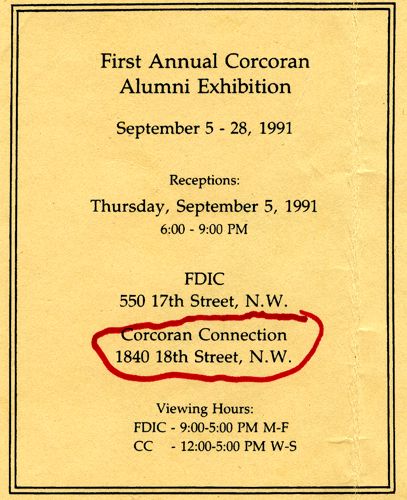 First Annual Corcoran
Alumni Exhibition
September 5 - 28, 1991
Receptions:
Thursday, September 5, 1991
6:00 - 9:00 PM
FDIC
550 17th Street, N.W.
Corcoran Connection
1840 18th Street, N.W.
Viewing Hours:
FDIC - 9:00-5:00 PM M-F
CC - 12:00-5:00 PM W-S